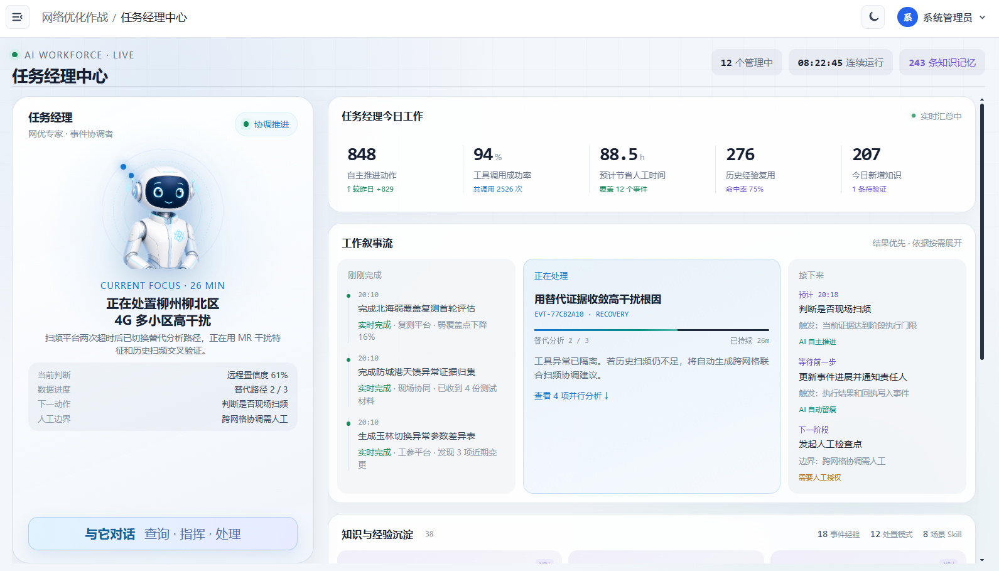 网络优化作战 / 任务经理中心
系 系统管理员
AI WORKFORCE · LIVE
任务经理中心
12 个管理中
08:22:45 连续运行
243 条知识记忆
任务经理
网优专家 · 事件协调者
协调推进
CURRENT FOCUS · 26 MIN
正在处置柳州柳北区
4G 多小区高干扰
扫频平台两次超时后已切换替代分析路径，正在用 MR 干扰特
征和历史扫频交叉验证。
当前判断 远程置信度 61%
数据进度 替代路径 2 / 3
下一动作 判断是否现场扫频
人工边界 跨网格协调需人工
与它对话 查询 · 指挥 · 处理
任务经理今日工作
实时汇总中
848
自主推进动作
↑ 较昨日 +829
94 %
工具调用成功率
共调用 2526 次
88.5 h
预计节省人工时间
覆盖 12 个事件
276
历史经验复用
命中率 75%
207
今日新增知识
1 条待验证
工作叙事流
结果优先 · 依据按需展开
刚刚完成
20:10
完成北海弱覆盖复测首轮评估
实时完成 · 复测平台 · 弱覆盖点下降
16%
20:10
完成防城港天馈异常证据归集
实时完成 · 现场协同 · 已收到 4 份测试
材料
20:10
生成玉林切换异常参数差异表
实时完成 · 工参平台 · 发现 3 项近期变
更
正在处理
用替代证据收敛高干扰根因
EVT-77CB2A10 · RECOVERY
替代分析 2 / 3
已持续 26m
工具异常已隔离。若历史扫频仍不足，将自动生成跨网格联
合扫频协调建议。
查看 4 项并行分析 ↓
接下来
预计 20:18
判断是否现场扫频
触发：当前证据达到阶段执行门限
AI 自主推进
等待前一步
更新事件进展并通知责任人
触发：执行结果和回执写入事件
AI 自动留痕
下一阶段
发起人工检查点
边界：跨网格协调需人工
需要人工授权
知识与经验沉淀 38
18 事件经验 12 处置模式 8 场景 Skill